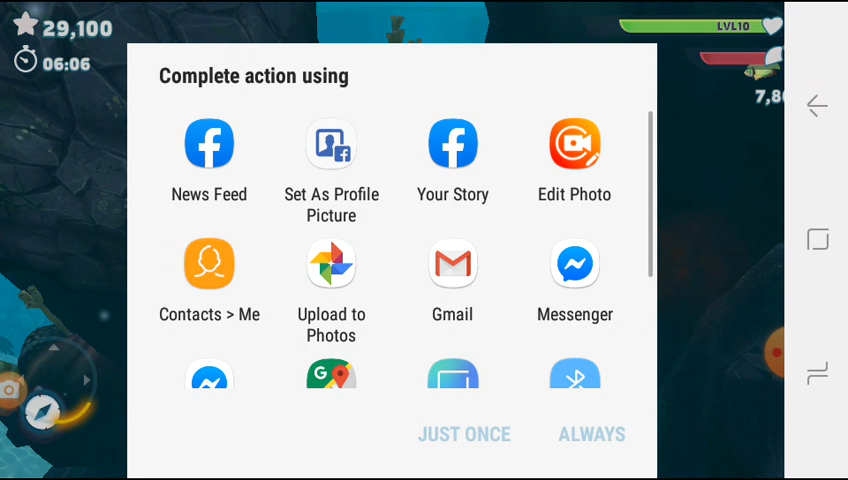 29,100
LVL10
06:06
7,8
Complete action using
News Feed
Set As Profile
Picture
Your Story
Edit Photo
Contacts > Me
Upload to
Photos
Gmail
Messenger
G
JUST ONCE
ALWAYS